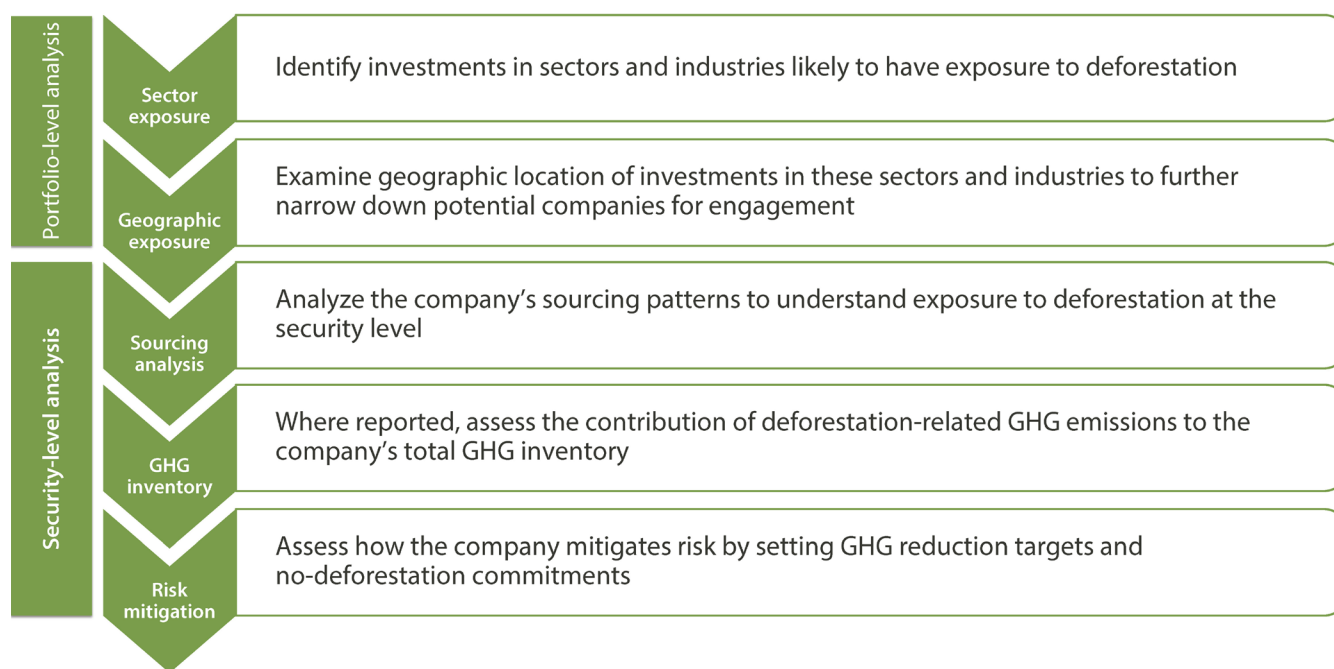 Portfolio-level analysis
Sector
exposure
Identify investments in sectors and industries likely to have exposure to deforestation
Geographic
exposure
Examine geographic location of investments in these sectors and industries to further
narrow down potential companies for engagement
Security-level analysis
Sourcing
analysis
Analyze the company’s sourcing patterns to understand exposure to deforestation at the
security level
GHG
inventory
Where reported, assess the contribution of deforestation-related GHG emissions to the
company’s total GHG inventory
Risk
mitigation
Assess how the company mitigates risk by setting GHG reduction targets and
no-deforestation commitments